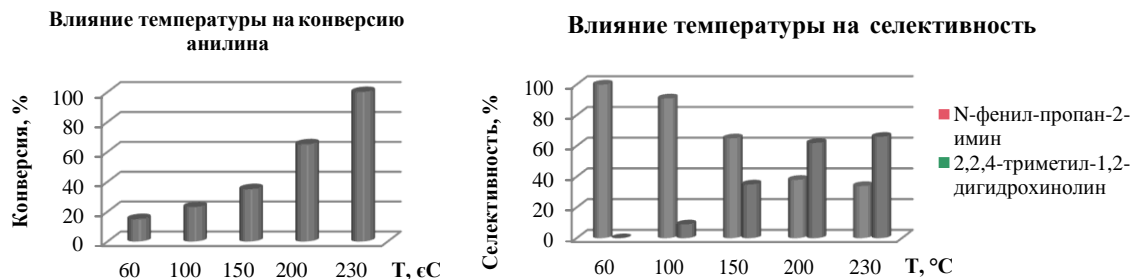 Влияние температуры на конверсию
анилина
Конверсия, %
100
80
60
40
20
0
60 100 150 200 230 T, єС
Влияние температуры на селективность
Селективность, %
100
80
60
40
20
0
60 100 150 200 230 T, °С
N-фенил-пропан-2-
имин
2,2,4-триметил-1,2-
дигидрохинолин